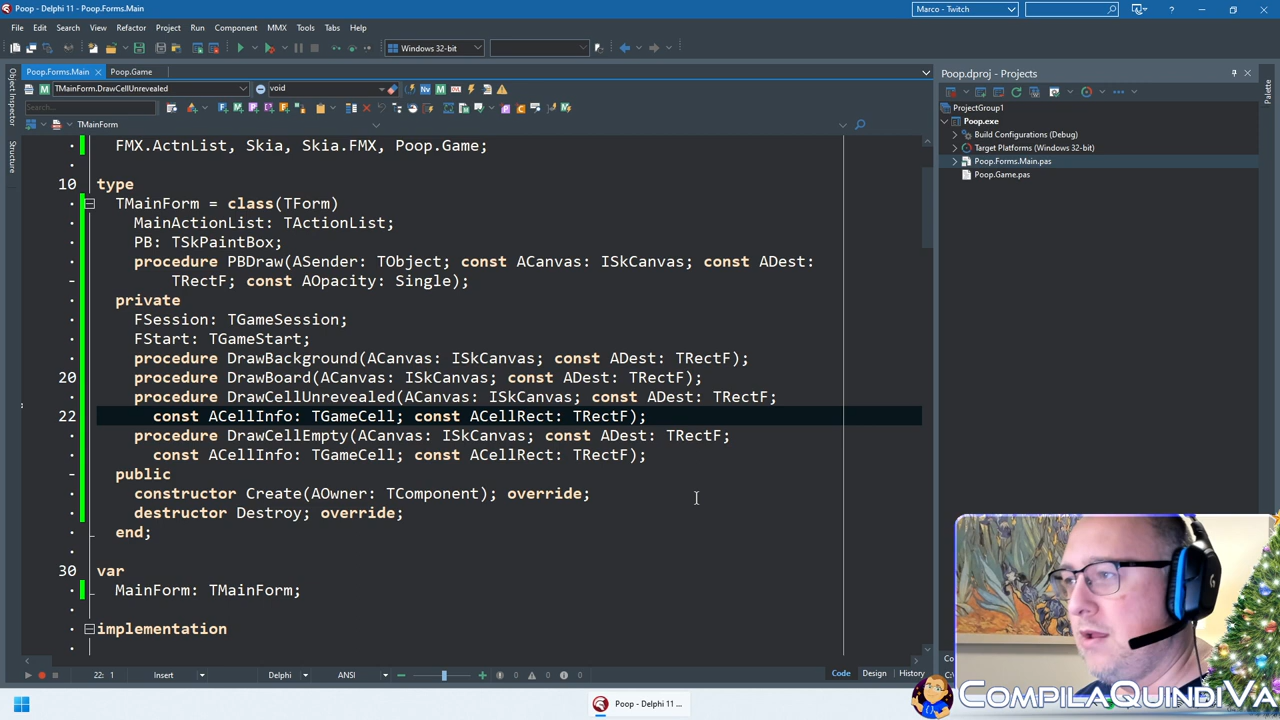 Poop - Delphi 11 - Poop.Forms.Main
Marco - Twitch
File Edit Search View Refactor Project Run Component MMX Tools Tabs Help
Windows 32-bit
Poop.Forms.Main Poop.Game
TMainForm.DrawCellUnrevealed void
Search...
TMainForm
FMX.ActnList, Skia, Skia.FMX, Poop.Game;
10 type
TMainForm = class(TForm)
MainActionList: TActionList;
PB: TSkPaintBox;
procedure PBDraw(ASender: TObject; const ACanvas: ISkCanvas; const ADest:
TRectF; const AOpacity: Single);
private
FSession: TGameSession;
FStart: TGameStart;
procedure DrawBackground(ACanvas: ISkCanvas; const ADest: TRectF);
20 procedure DrawBoard(ACanvas: ISkCanvas; const ADest: TRectF);
procedure DrawCellUnrevealed(ACanvas: ISkCanvas; const ADest: TRectF;
22 const ACellInfo: TGameCell; const ACellRect: TRectF);
procedure DrawCellEmpty(ACanvas: ISkCanvas; const ADest: TRectF;
const ACellInfo: TGameCell; const ACellRect: TRectF);
public
constructor Create(AOwner: TComponent); override;
destructor Destroy; override;
end;
30 var
MainForm: TMainForm;
implementation
22: 1 Insert Delphi ANSI 0 0 0 Code Design History
Object Inspector
Structure
Palette
Poop.dproj - Projects
ProjectGroup1
Poop.exe
Build Configurations (Debug)
Target Platforms (Windows 32-bit)
Poop.Forms.Main.pas
Poop.Game.pas
Poop - Delphi 11 ...
COMPILAQUINDIVA